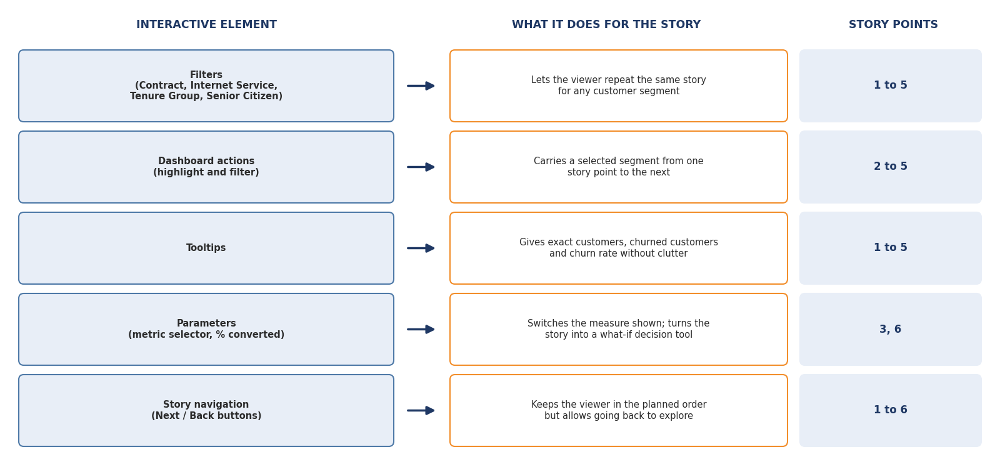 INTERACTIVE ELEMENT
WHAT IT DOES FOR THE STORY
STORY POINTS
Filters
(Contract, Internet Service,
Tenure Group, Senior Citizen)
Lets the viewer repeat the same story
for any customer segment
1 to 5
Dashboard actions
(highlight and filter)
Carries a selected segment from one
story point to the next
2 to 5
Tooltips
Gives exact customers, churned customers
and churn rate without clutter
1 to 5
Parameters
(metric selector, % converted)
Switches the measure shown; turns the
story into a what-if decision tool
3, 6
Story navigation
(Next / Back buttons)
Keeps the viewer in the planned order
but allows going back to explore
1 to 6